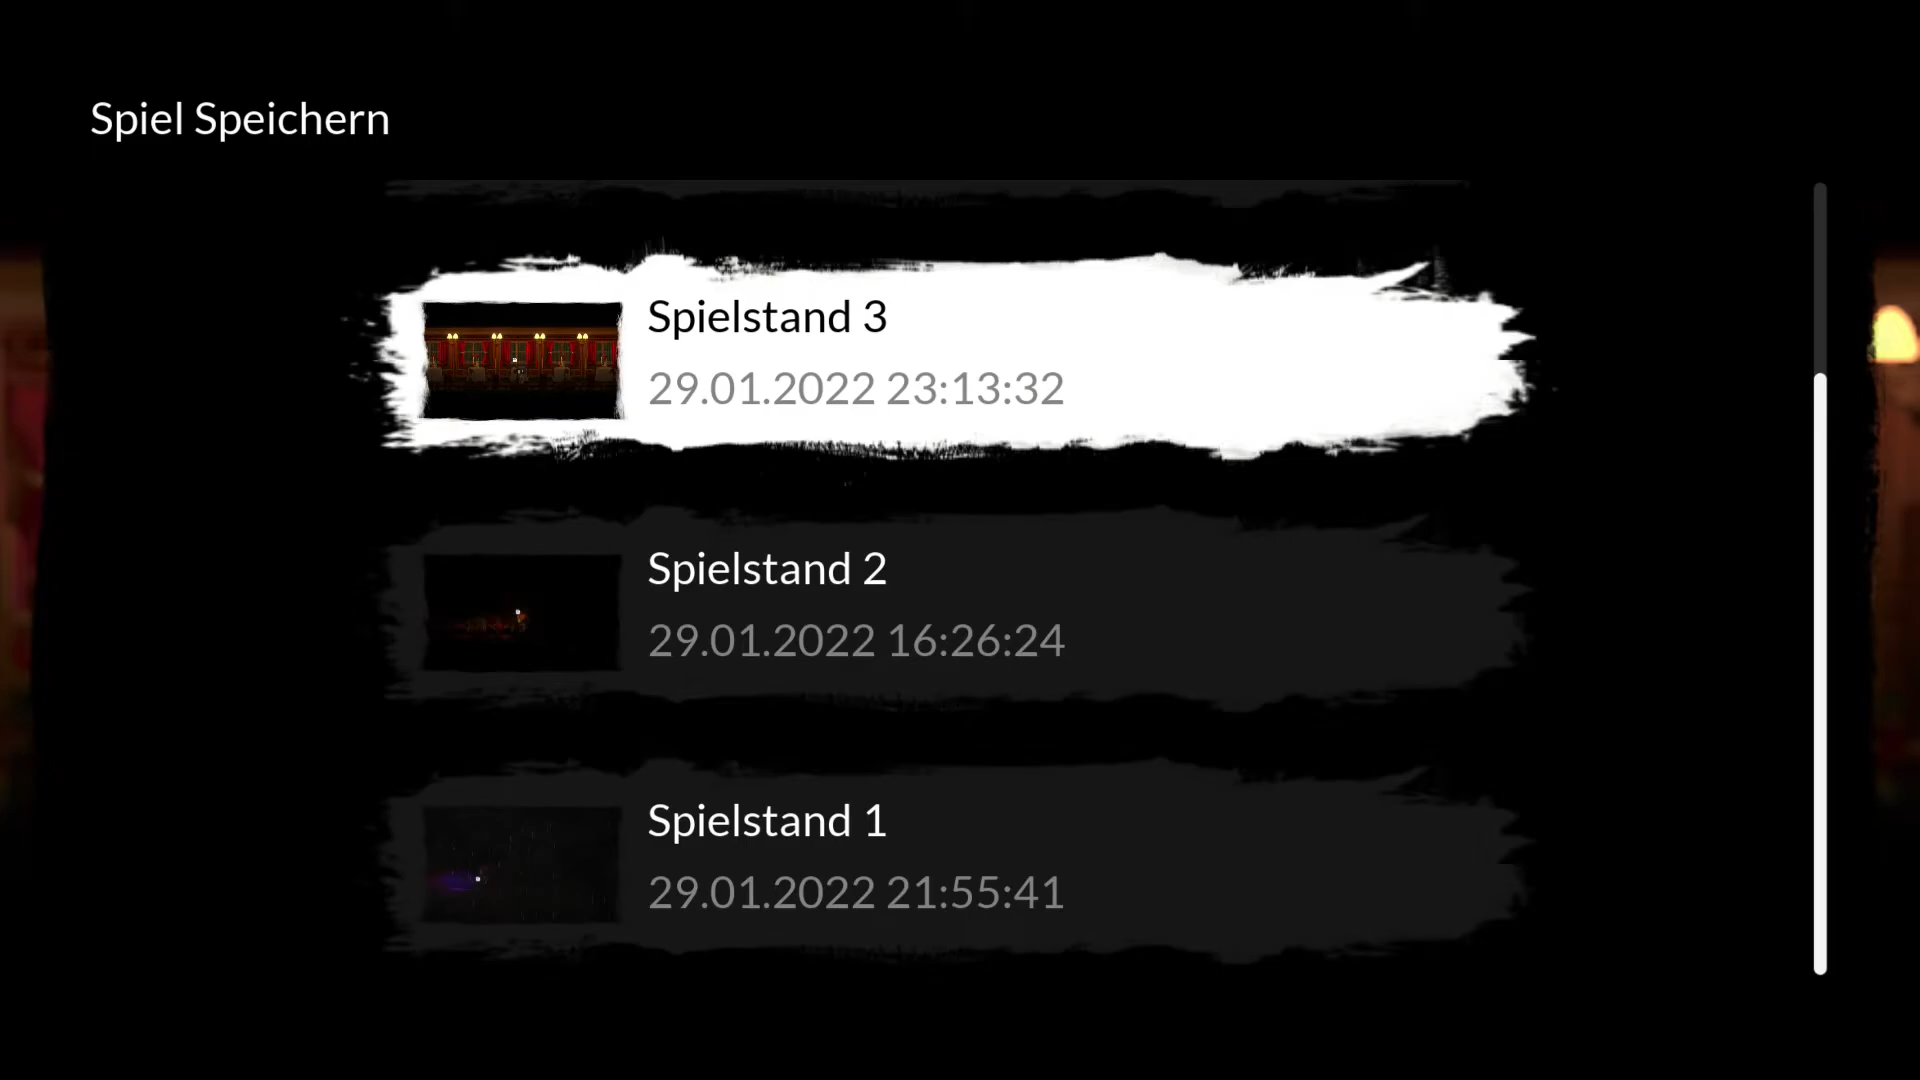 Spiel Speichern
Spielstand 3
29.01.2022 23:13:32
Spielstand 2
29.01.2022 16:26:24
Spielstand 1
29.01.2022 21:55:41